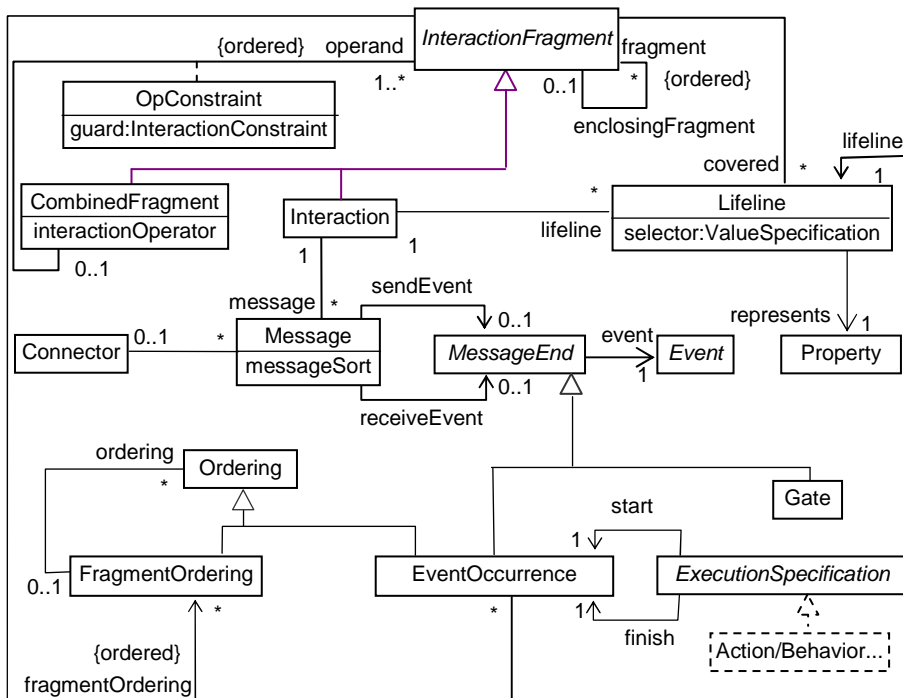 {ordered}
operand
InteractionFragment
fragment
1..*
0..1
*
{ordered}
OpConstraint
guard:InteractionConstraint
enclosingFragment
lifeline
covered
*
1
CombinedFragment
interactionOperator
Interaction
*
lifeline
Lifeline
selector:ValueSpecification
0..1
1
1
sendEvent
message
*
0..1
represents
1
Connector
0..1
*
Message
messageSort
MessageEnd
event
1
Event
Property
0..1
receiveEvent
ordering
*
Ordering
Gate
start
1
0..1
FragmentOrdering
EventOccurrence
ExecutionSpecification
*
*
1
finish
{ordered}
fragmentOrdering
Action/Behavior...